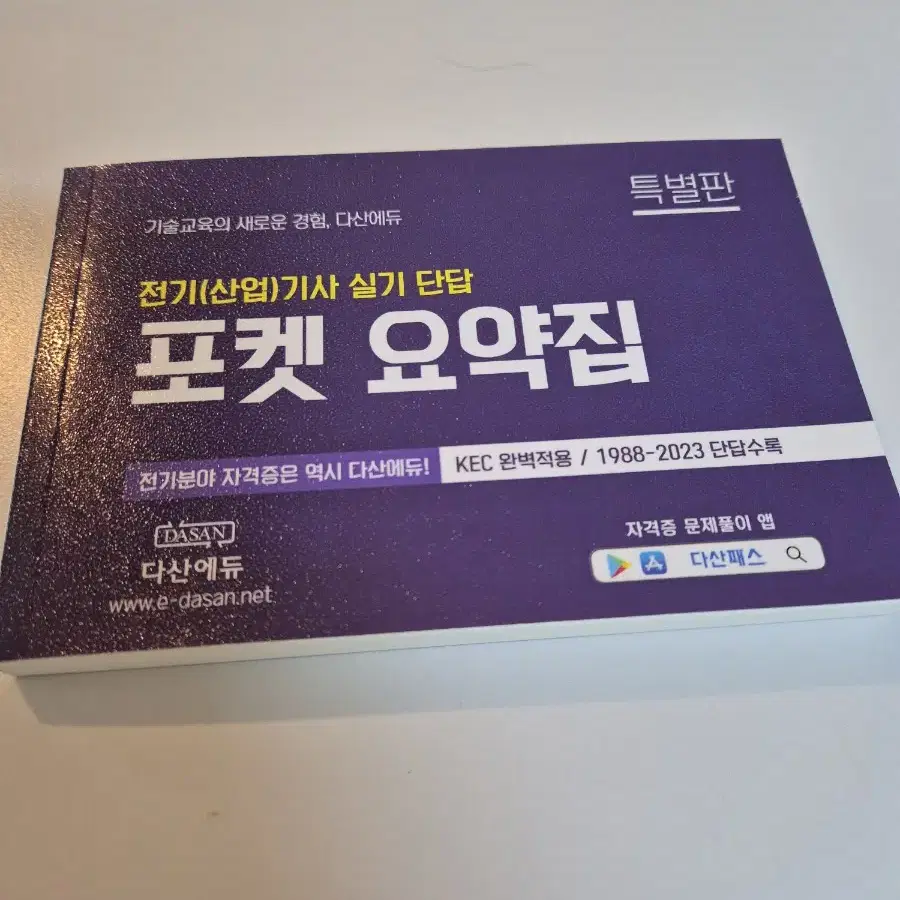 특별판
기술교육의 새로운 경험, 다산에듀
전기(산업)기사 실기 단답
포켓 요약집
전기분야 자격증은 역시 다산에듀! KEC 완벽적용 / 1988-2023 단답수록
DASAN
다산에듀
www.e-dasan.net
자격증 문제풀이 앱
다산패스